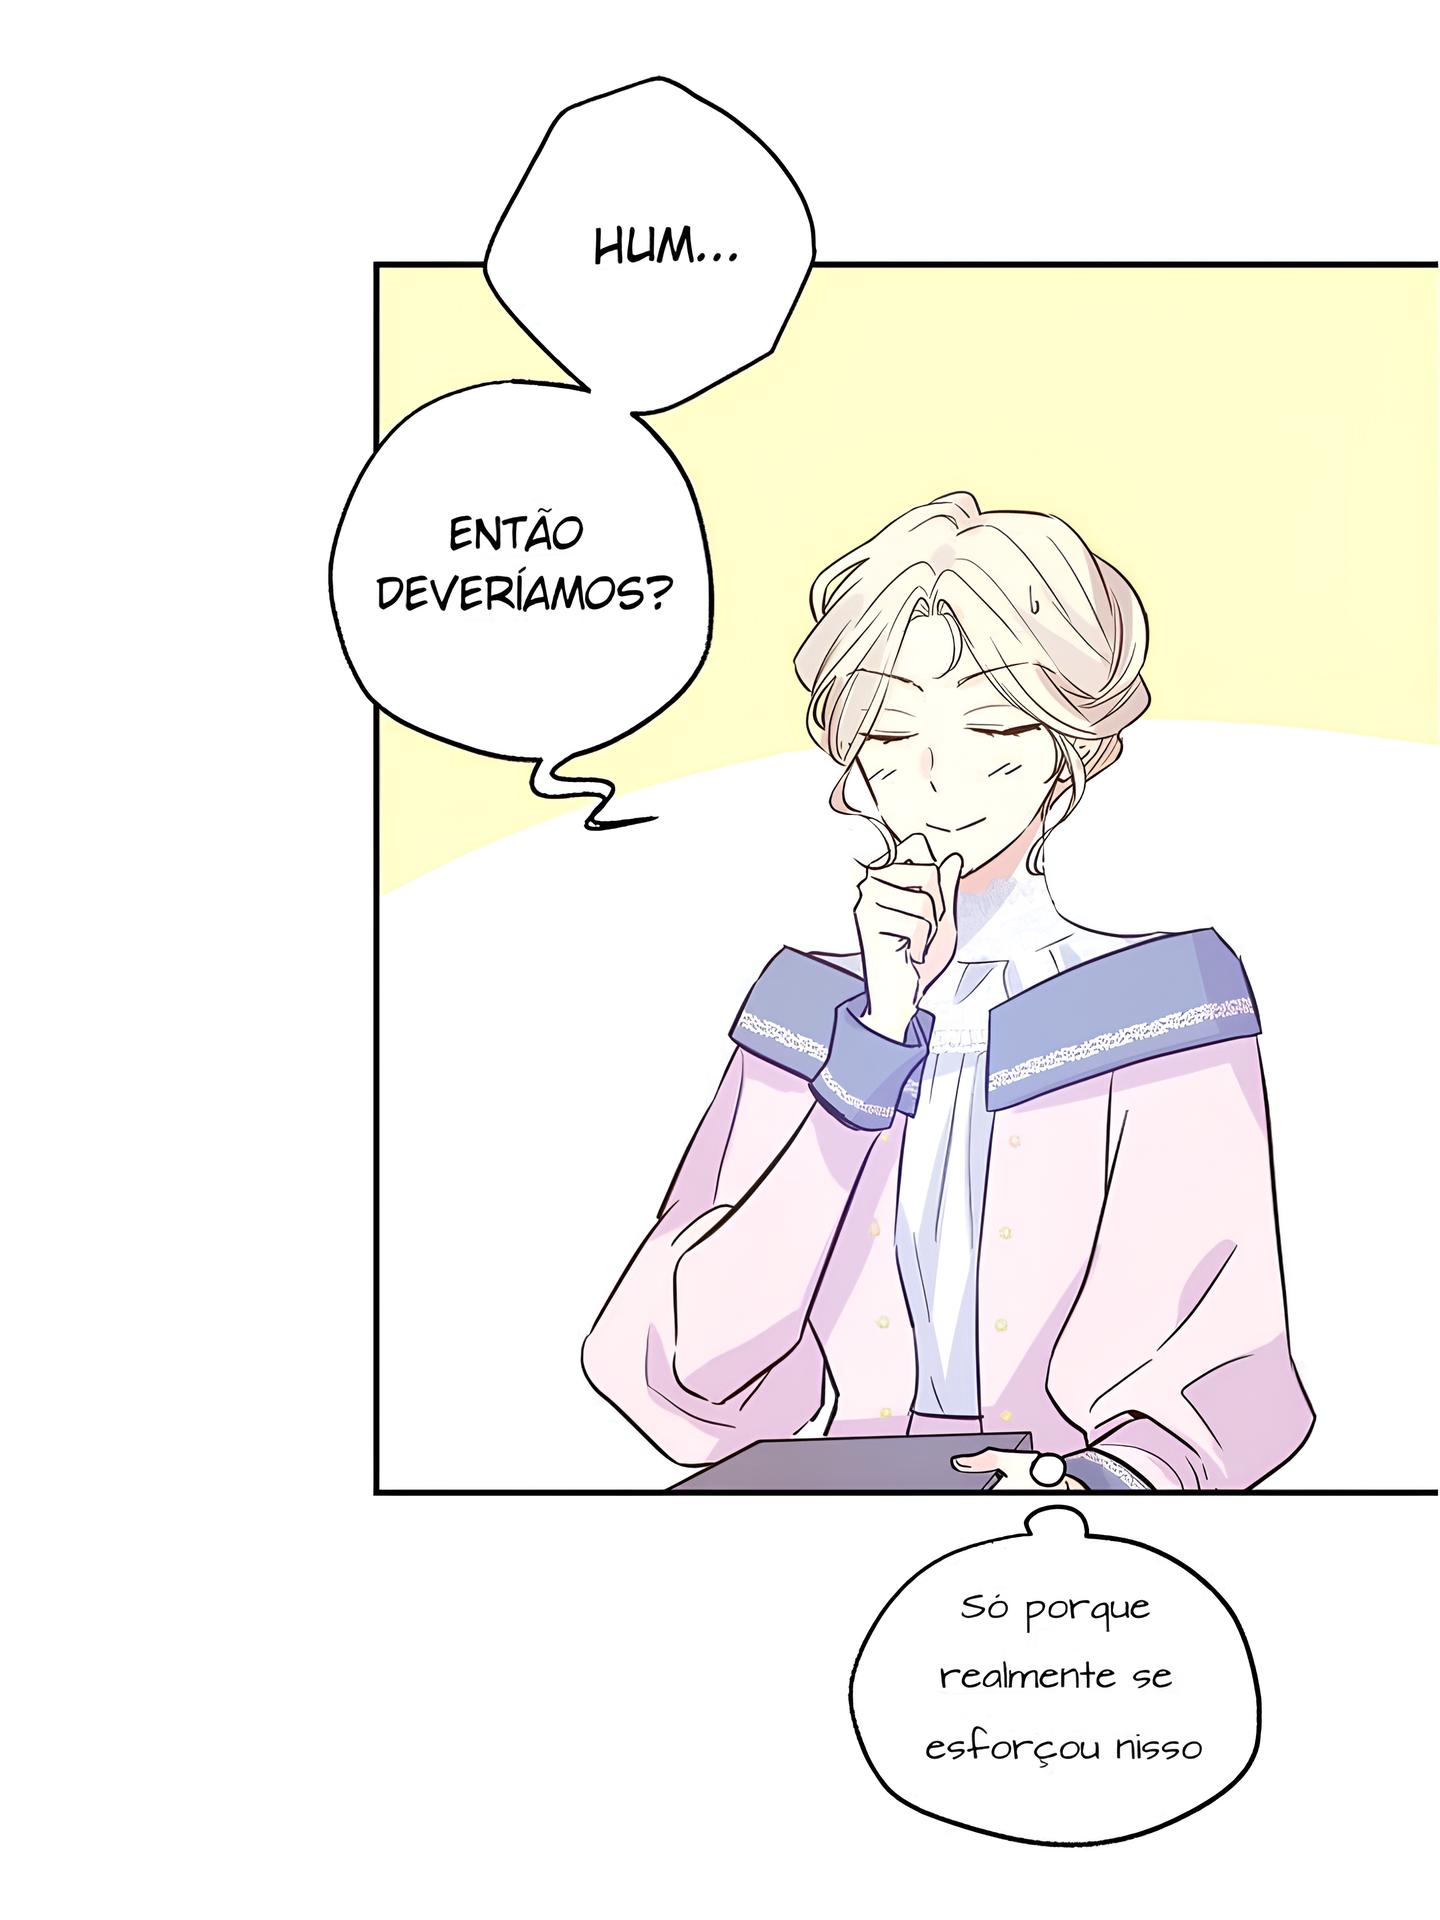 HUM...
ENTÃO
DEVERÍAMOS?
Só porque
realmente se
esforçou nisso